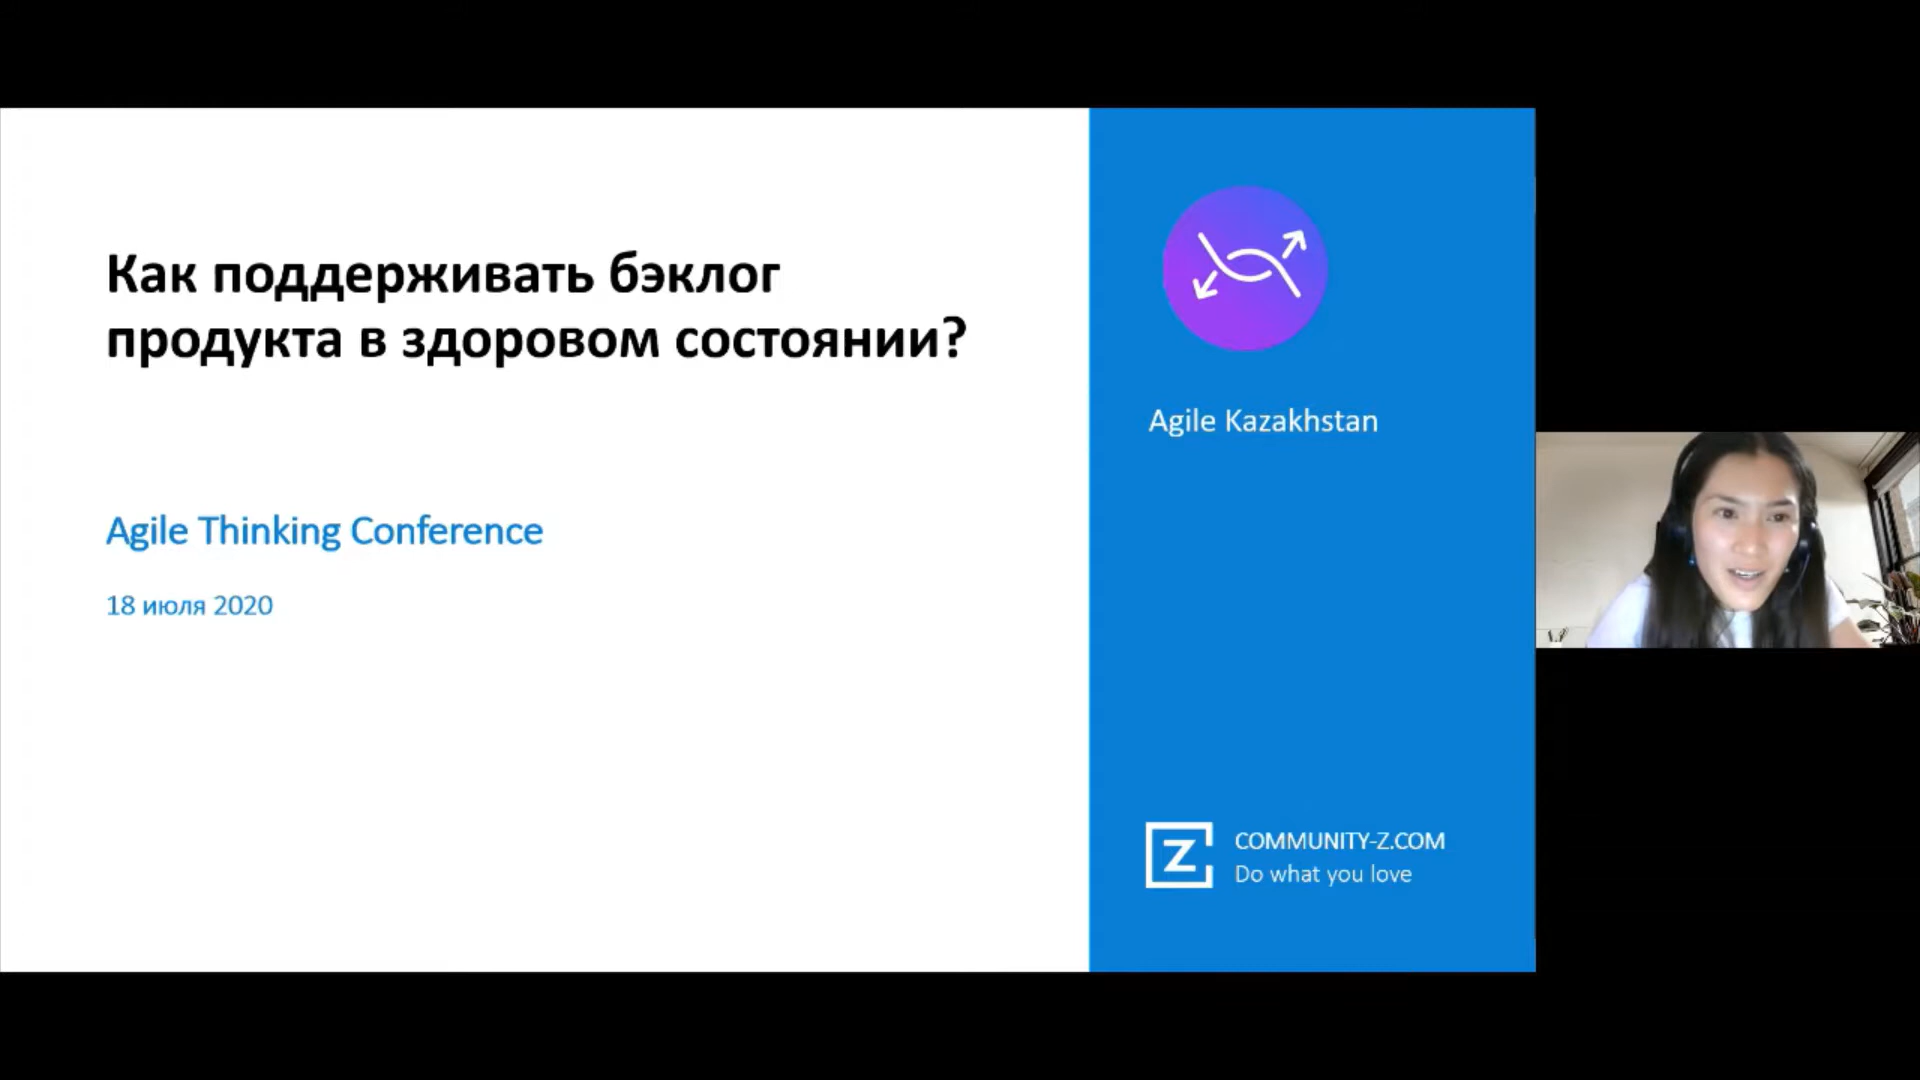 Как поддерживать бэклог
продукта в здоровом состоянии?
Agile Thinking Conference
18 июля 2020
Agile Kazakhstan
Z
COMMUNITY-Z.COM
Do what you love